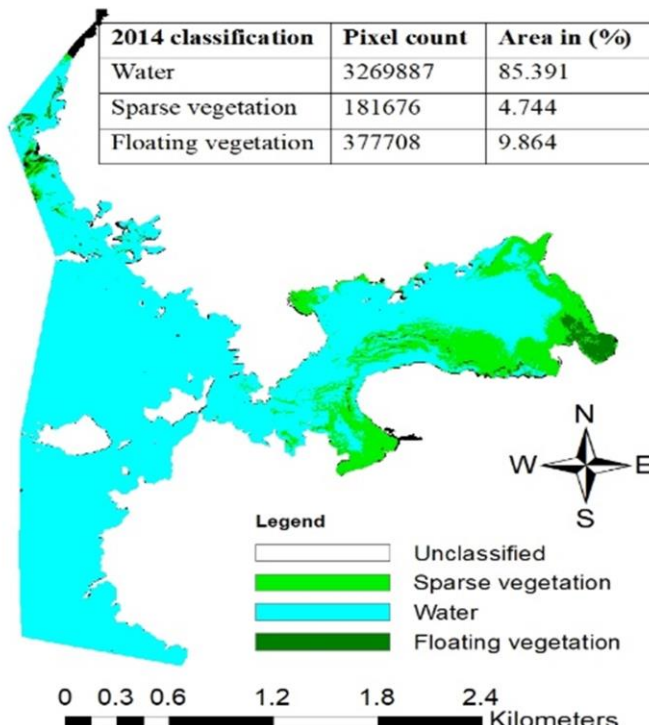 2014 classification Pixel count Area in (%)
Water 3269887 85.391
Sparse vegetation 181676 4.744
Floating vegetation 377708 9.864
N
W E
S
Legend
Unclassified
Sparse vegetation
Water
Floating vegetation
0 0.3 0.6 1.2 1.8 2.4
Kilometers